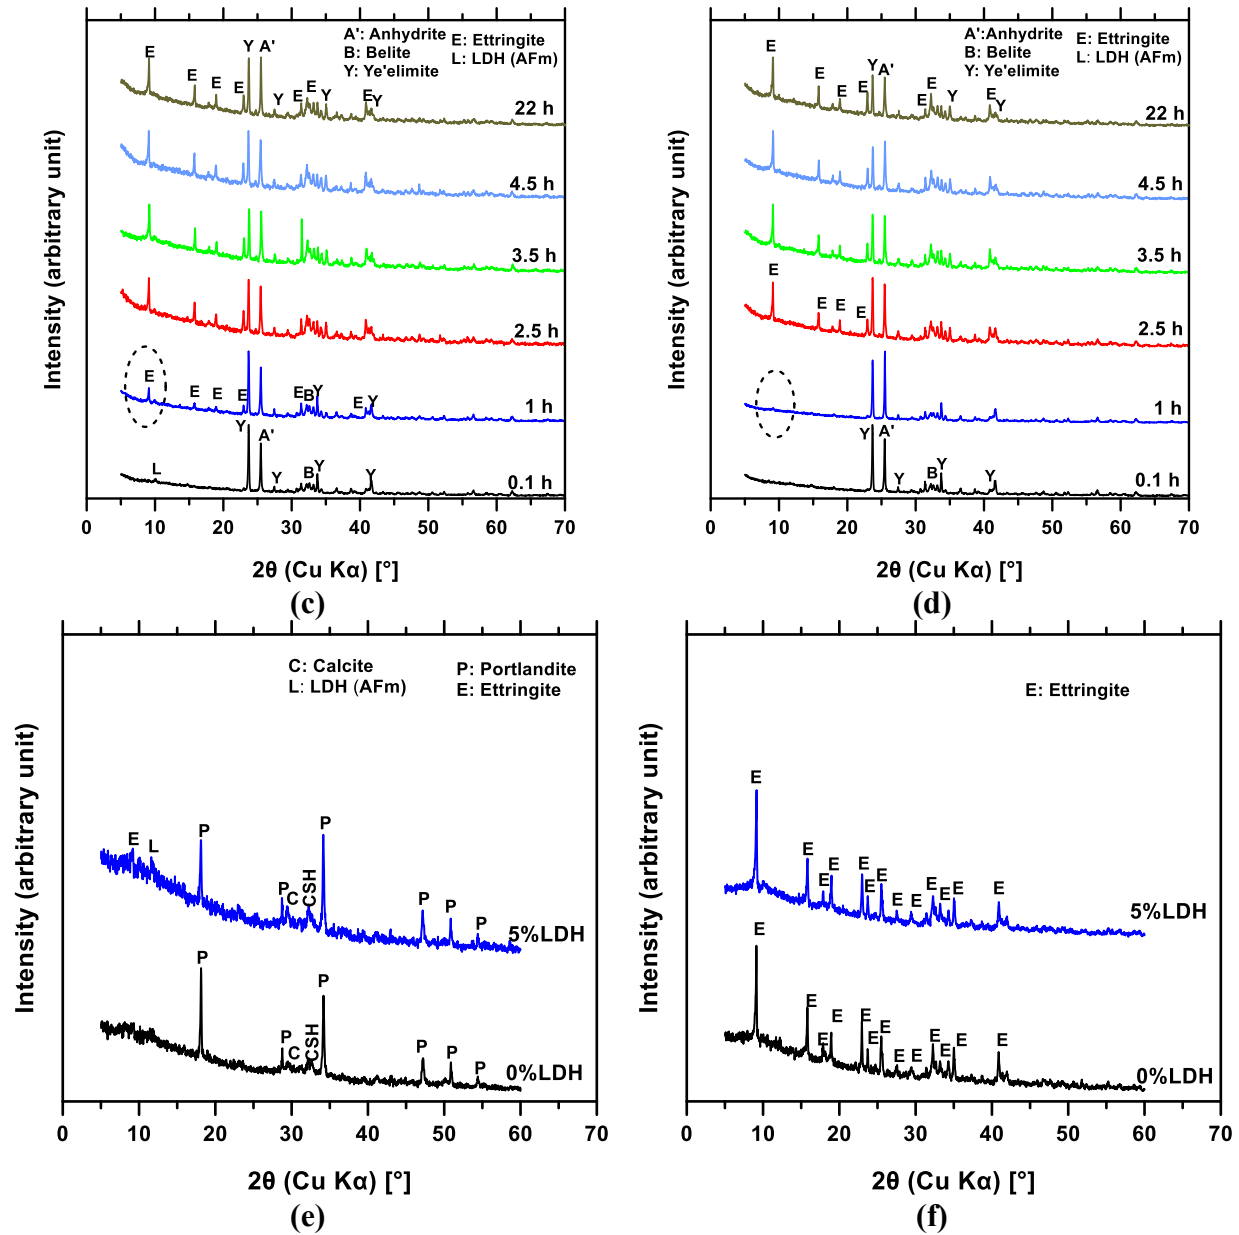 A': Anhydrite
B: Belite
Y: Ye'elimite
E: Ettringite
L: LDH (AFm)
E Y A'
E E E Y E Y E Y
22 h
4.5 h
3.5 h
2.5 h
E E E E E B Y E Y
1 h
L Y A' Y B Y Y
0.1 h
0 10 20 30 40 50 60 70
Intensity (arbitrary unit)
2θ (Cu Kα) [°]
(c)
A':Anhydrite
B: Belite
Y: Ye'elimite
E: Ettringite
L: LDH (AFm)
E Y A'
E E E E E Y E Y
22 h
4.5 h
3.5 h
E E E E
2.5 h
1 h
Y A' Y B Y Y
0.1 h
0 10 20 30 40 50 60 70
Intensity (arbitrary unit)
2θ (Cu Kα) [°]
(d)
C: Calcite
L: LDH (AFm)
P: Portlandite
E: Ettringite
E L P P C CSH P P P P
5%LDH
P P C CSH P P P P
0%LDH
0 10 20 30 40 50 60 70
Intensity (arbitrary unit)
2θ (Cu Kα) [°]
(e)
E: Ettringite
E E E E E E E E E E E E E E
5%LDH
E E E E E E E E E E E E E E
0%LDH
0 10 20 30 40 50 60 70
Intensity (arbitrary unit)
2θ (Cu Kα) [°]
(f)